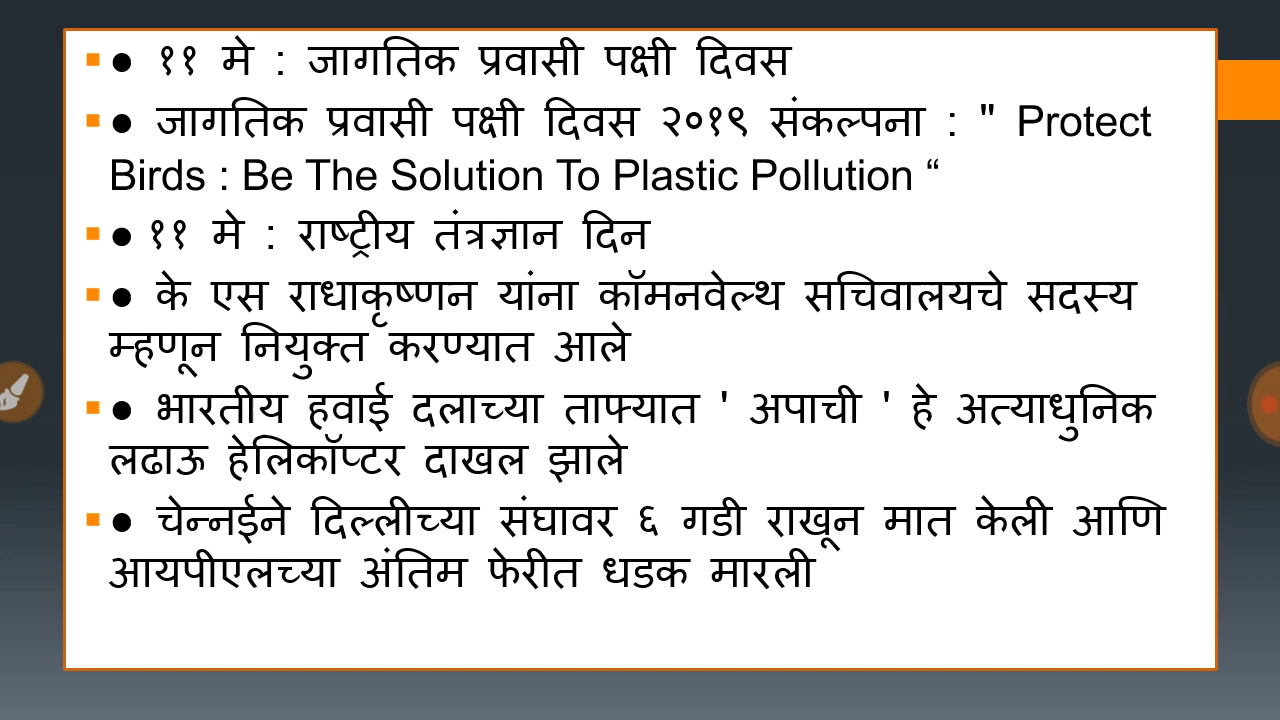 ● ११ मे : जागतिक प्रवासी पक्षी दिवस
● जागतिक प्रवासी पक्षी दिवस २०१९ संकल्पना : " Protect
Birds : Be The Solution To Plastic Pollution “
● ११ मे : राष्ट्रीय तंत्रज्ञान दिन
● के एस राधाकृष्णन यांना कॉमनवेल्थ सचिवालयचे सदस्य
म्हणून नियुक्त करण्यात आले
● भारतीय हवाई दलाच्या ताफ्यात ' अपाची ' हे अत्याधुनिक
लढाऊ हेलिकॉप्टर दाखल झाले
● चेन्नईने दिल्लीच्या संघावर ६ गडी राखून मात केली आणि
आयपीएलच्या अंतिम फेरीत धडक मारली